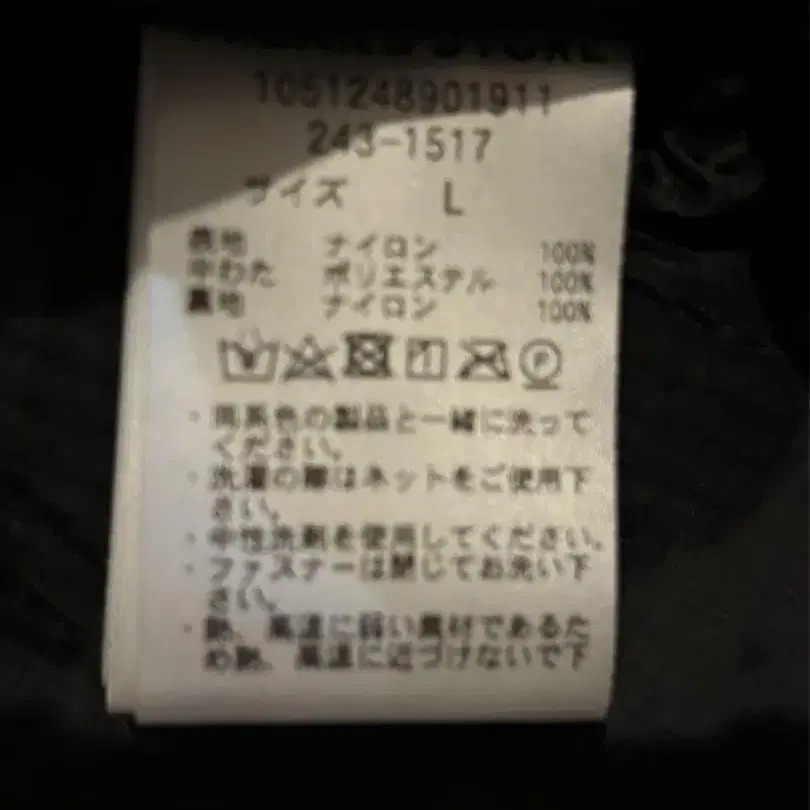 STORE
1051248901911
243-1517
サイズ L
表地 ナイロン 100%
中わた ポリエステル 100%
裏地 ナイロン 100%
P
・同系色の製品と一緒に洗って
ください。
・洗濯の際はネットをご使用下
さい。
・中性洗剤を使用してください。
・ファスナーは閉じてお洗い下
さい。
・熱、高温に弱い素材であるた
め熱、高温に近づけないで下